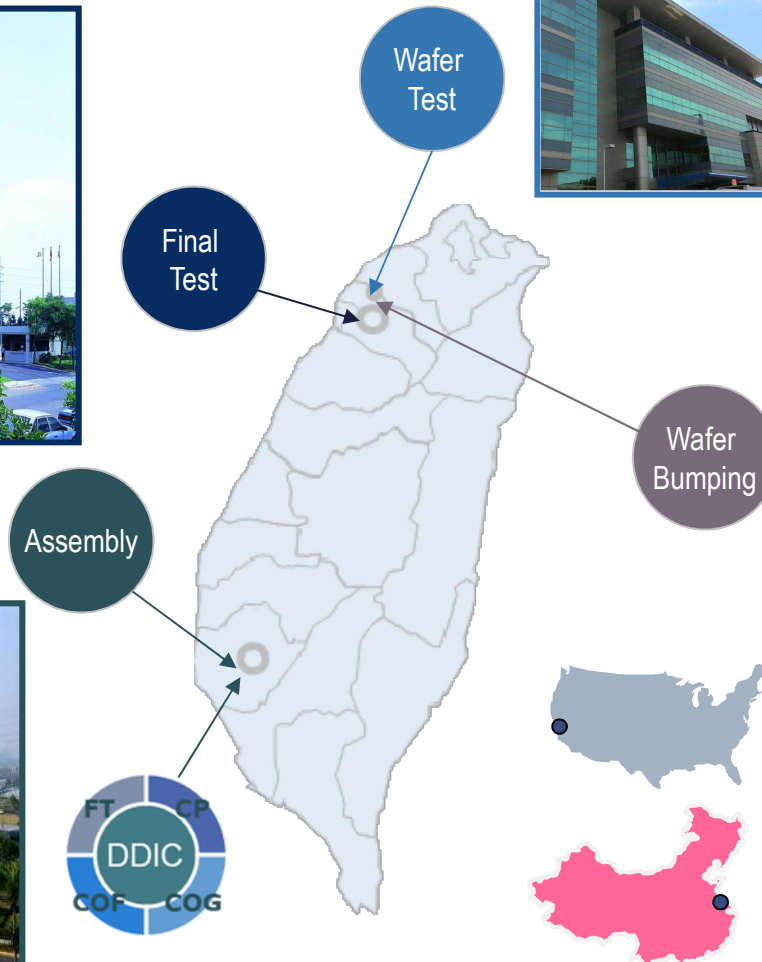 Wafer
Test
Final
Test
Wafer
Bumping
Assembly
FT
CP
DDIC
COF
COG